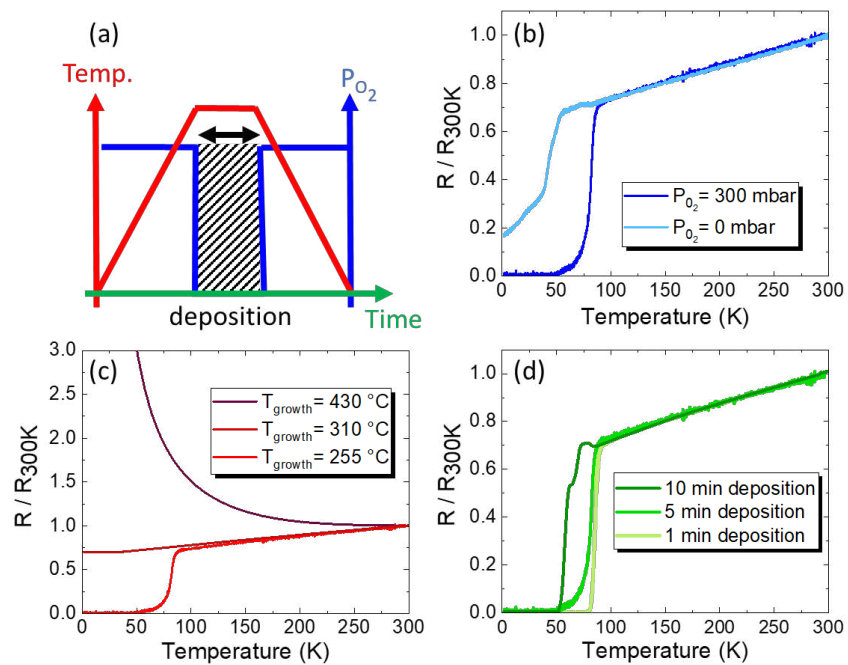 (a)
Temp.
P_O2
deposition
Time
(b)
R / R300K
1.0
0.8
0.6
0.4
0.2
0.0
P_O2 = 300 mbar
P_O2 = 0 mbar
0 50 100 150 200 250 300
Temperature (K)
(c)
R / R300K
3.0
2.5
2.0
1.5
1.0
0.5
0.0
T_growth = 430 °C
T_growth = 310 °C
T_growth = 255 °C
0 50 100 150 200 250 300
Temperature (K)
(d)
R / R300K
1.0
0.8
0.6
0.4
0.2
0.0
10 min deposition
5 min deposition
1 min deposition
0 50 100 150 200 250 300
Temperature (K)